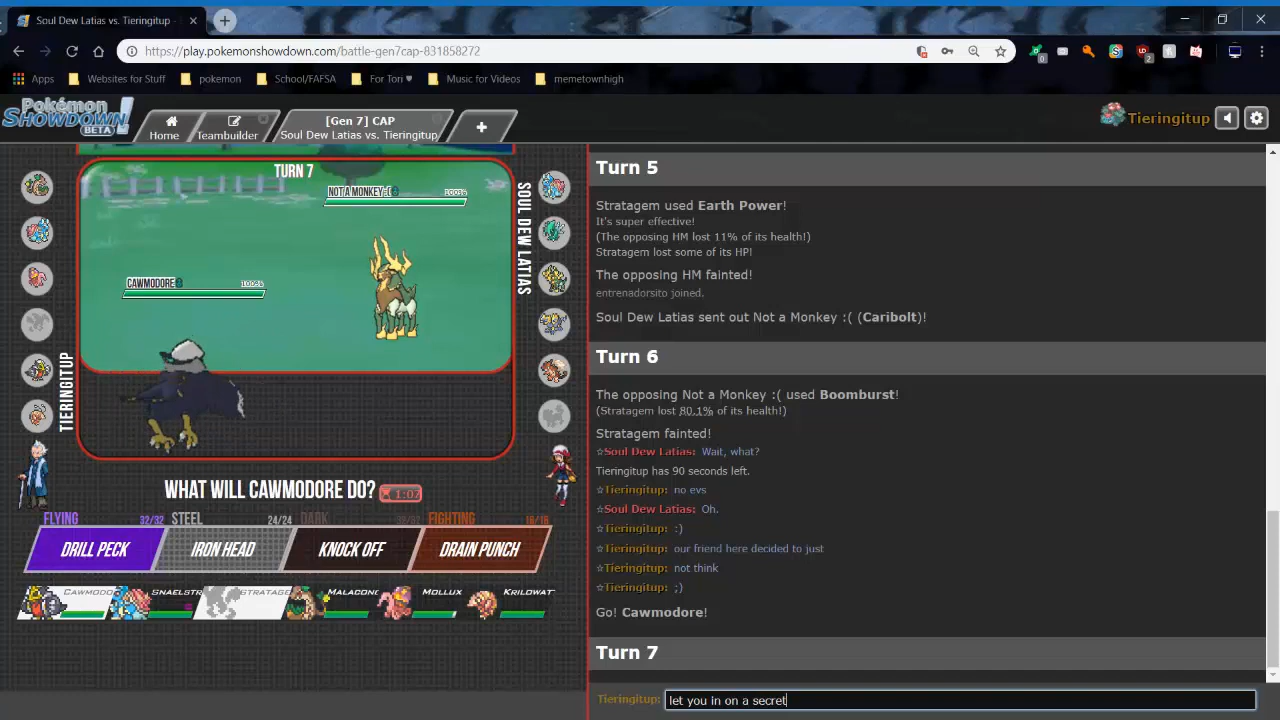 Soul Dew Latias vs. Tieringitup -
https://play.pokemonshowdown.com/battle-gen7cap-831858272
0
2
Apps
Websites for Stuff
pokemon
School/FAFSA
For Tori ♥
Music for Videos
memetownhigh
Pokémon
SHOWDOWN!
BETA
Home
Teambuilder
[Gen 7] CAP
Soul Dew Latias vs. Tieringitup
Tieringitup
TURN 7
NOT A MONKEY :(
100%
CAWMODORE
100%
TIERINGITUP
SOUL DEW LATIAS
WHAT WILL CAWMODORE DO?
1:07
FLYING 32/32
STEEL 24/24
DARK 32/32
FIGHTING 16/16
DRILL PECK
IRON HEAD
KNOCK OFF
DRAIN PUNCH
CAWMODO
SNAELSTR
STRATAGE
MALACONE
MOLLUX
KRILOWAT
Turn 5
Stratagem used Earth Power!
It's super effective!
(The opposing HM lost 11% of its health!)
Stratagem lost some of its HP!
The opposing HM fainted!
entrenadorsito joined.
Soul Dew Latias sent out Not a Monkey :( (Caribolt)!
Turn 6
The opposing Not a Monkey :( used Boomburst!
(Stratagem lost 80.1% of its health!)
Stratagem fainted!
☆Soul Dew Latias: Wait, what?
Tieringitup has 90 seconds left.
☆Tieringitup: no evs
☆Soul Dew Latias: Oh.
☆Tieringitup: :)
☆Tieringitup: our friend here decided to just
☆Tieringitup: not think
☆Tieringitup: ;)
Go! Cawmodore!
Turn 7
Tieringitup: let you in on a secret